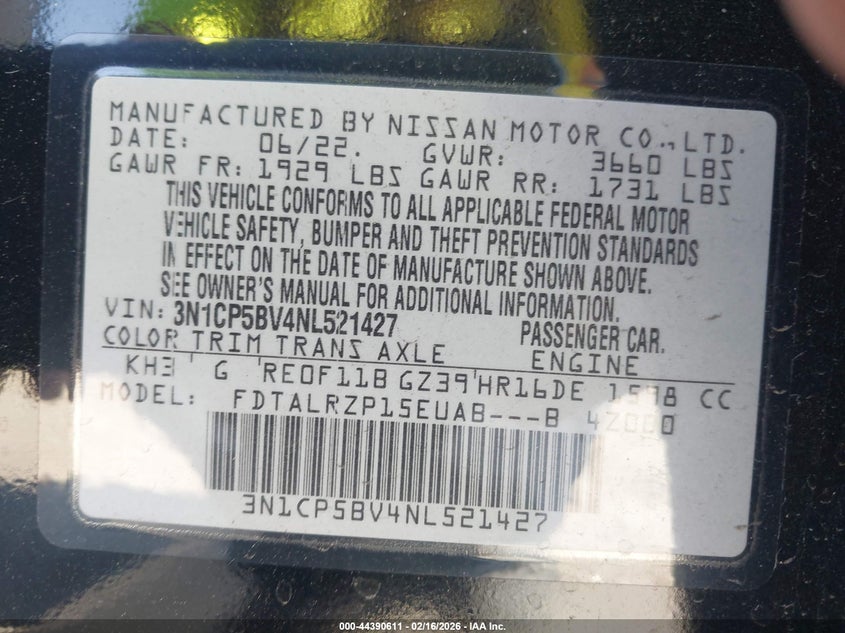 MANUFACTURED BY NISSAN MOTOR CO., LTD.
DATE: 06/22. GVWR: 3660 LBS
GAWR FR: 1929 LBS GAWR RR: 1731 LBS
THIS VEHICLE CONFORMS TO ALL APPLICABLE FEDERAL MOTOR
VEHICLE SAFETY, BUMPER AND THEFT PREVENTION STANDARDS
IN EFFECT ON THE DATE OF MANUFACTURE SHOWN ABOVE.
SEE OWNER'S MANUAL FOR ADDITIONAL INFORMATION.
VIN: 3N1CP5BV4NL521427 PASSENGER CAR.
COLOR TRIM TRANS AXLE ENGINE
KH3 G RE0F11B GZ39 HR16DE 1598 CC
MODEL: FDTALRZP15EUAB---B
3N1CP5BV4NL521427
000-44390611 - 02/16/2026 - IAA Inc.